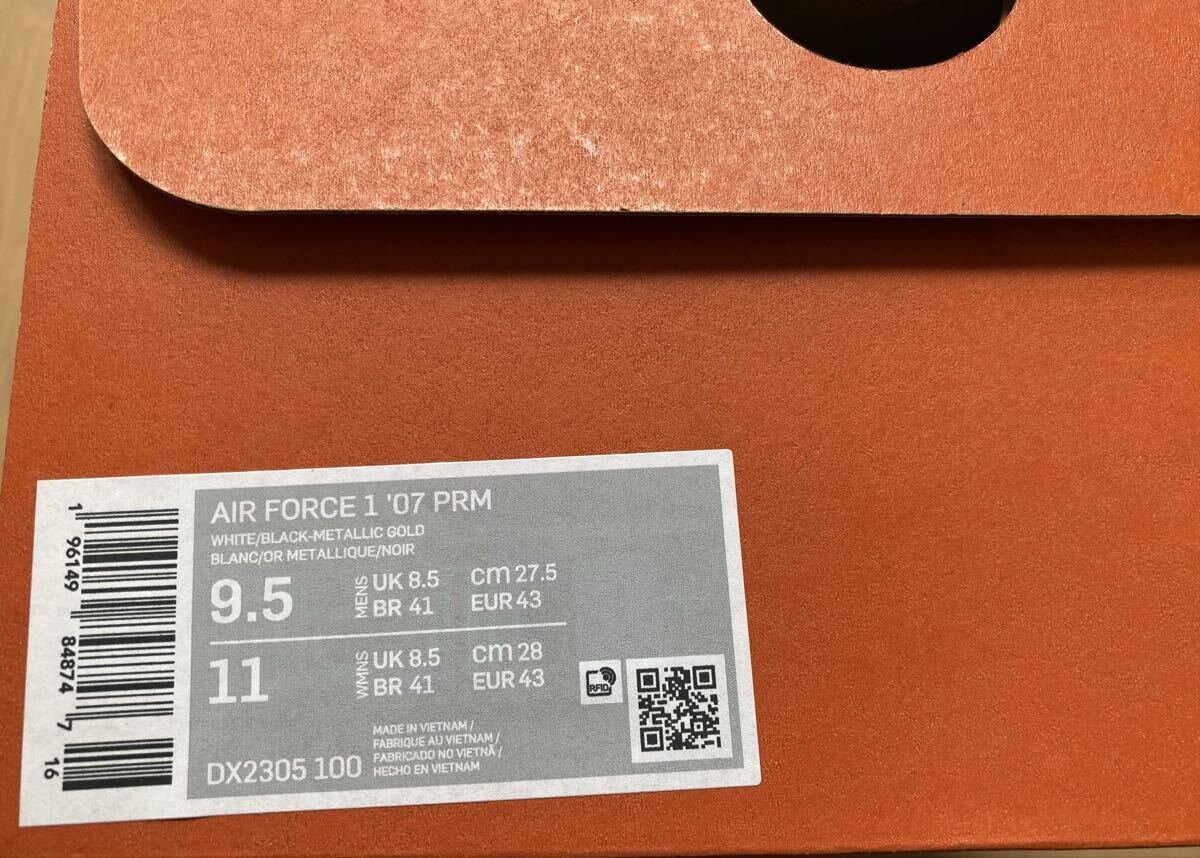 AIR FORCE 1 '07 PRM
WHITE/BLACK-METALLIC GOLD
BLANC/OR METALLIQUE/NOIR
9.5 MENS UK 8.5 cm 27.5
BR 41 EUR 43
11 WMNS UK 8.5 cm 28
BR 41 EUR 43
RFID
MADE IN VIETNAM /
FABRIQUE AU VIETNAM /
FABRICADO NO VIETNÃ /
HECHO EN VIETNAM
DX2305 100
1 96149 84874 7 16